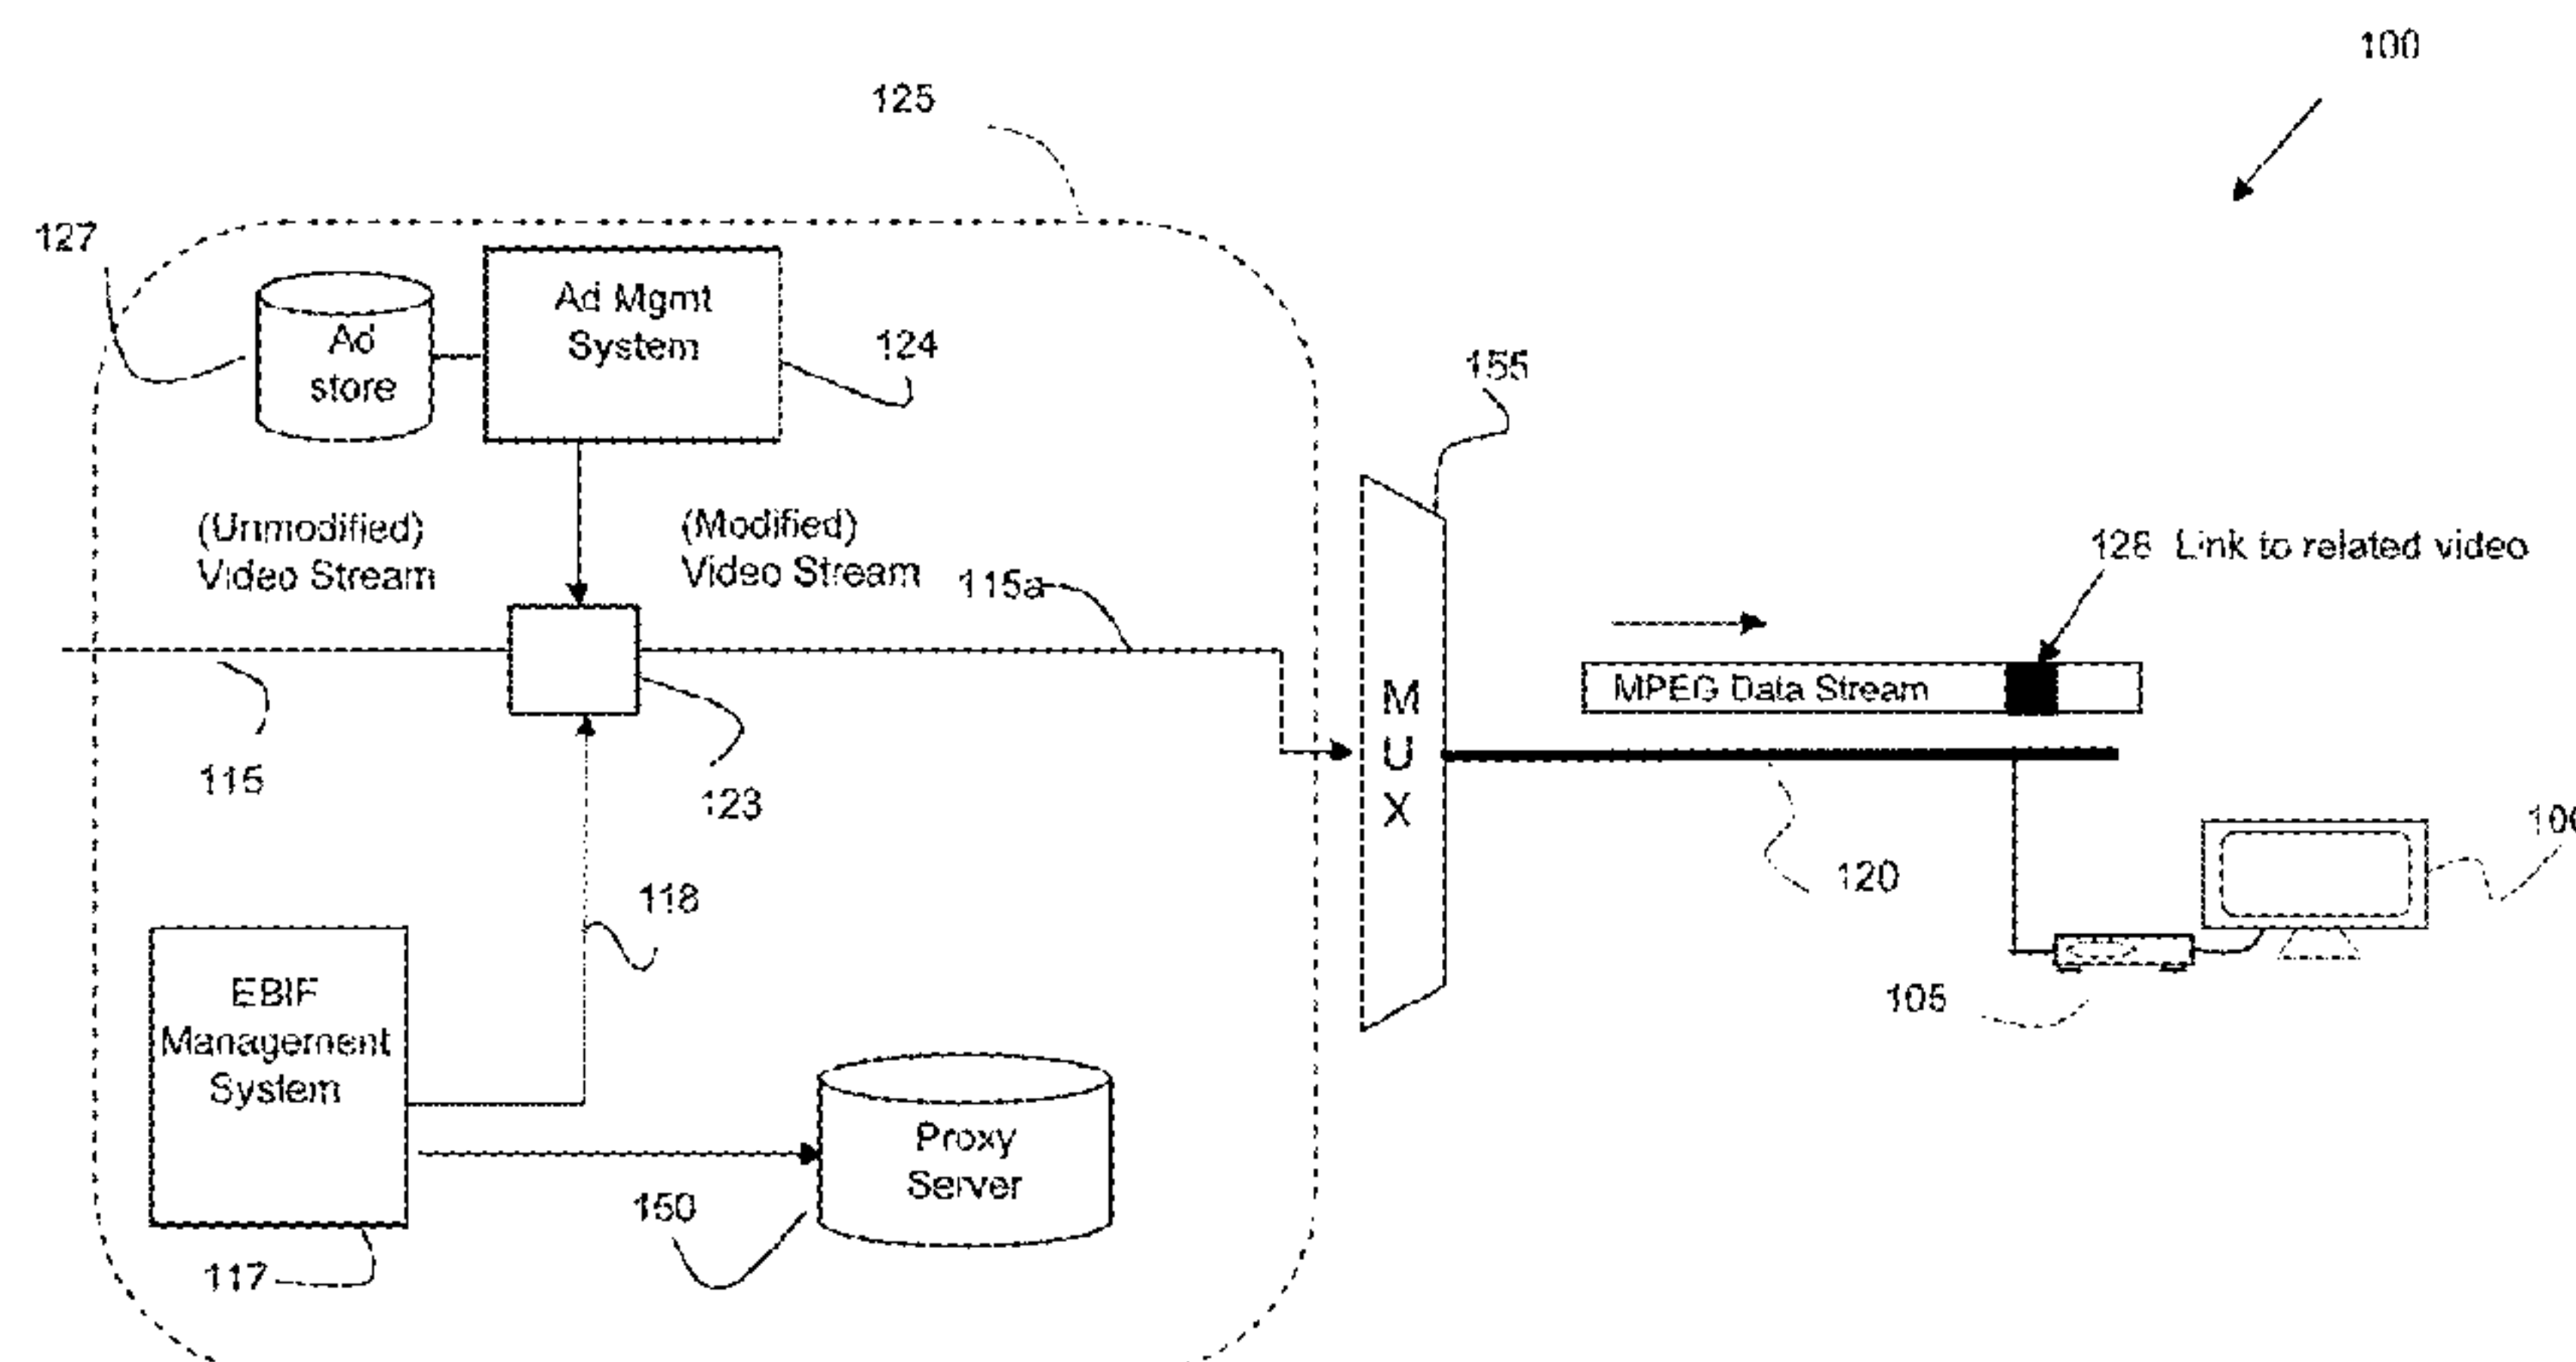 100
125
127
Ad Mgmt
System
Ad
store
124
155
(Unmodified)
Video Stream
(Modified)
Video Stream
115a
128 Link to related video
MPEG Data Stream
M
U
X
115
123
118
120
105
EBIF
Management
System
Proxy
Server
150
117